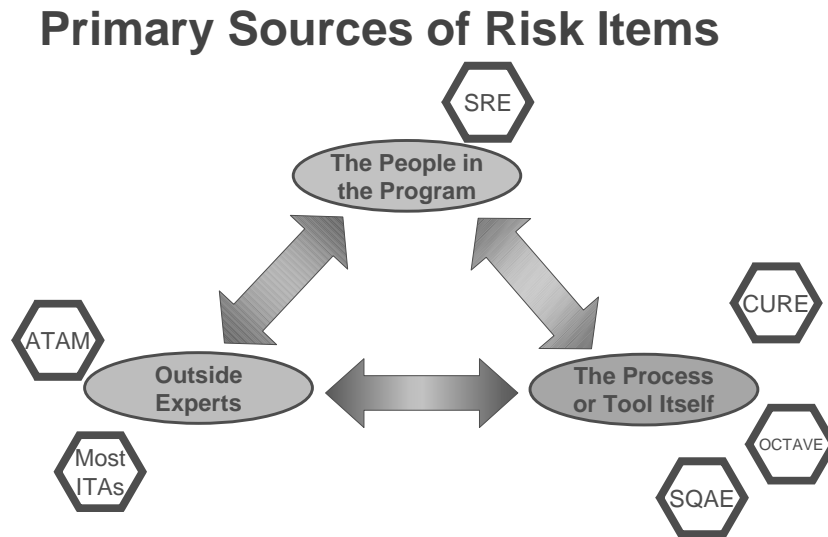 Primary Sources of Risk Items
SRE
The People in
the Program
CURE
ATAM
Outside
Experts
The Process
or Tool Itself
OCTAVE
Most
ITAs
SQAE